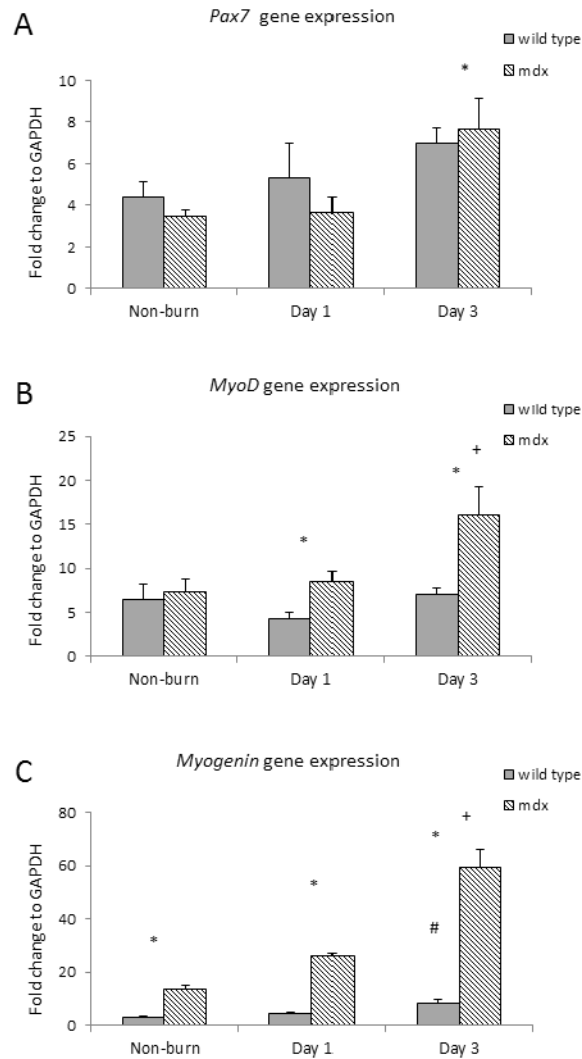 A
Pax7 gene expression
wild type
mdx
Fold change to GAPDH
10
8
6
4
2
0
*
Non-burn
Day 1
Day 3
B
MyoD gene expression
wild type
mdx
Fold change to GAPDH
25
20
15
10
5
0
*
*
+
Non-burn
Day 1
Day 3
C
Myogenin gene expression
wild type
mdx
Fold change to GAPDH
80
60
40
20
0
*
*
*
+
#
Non-burn
Day 1
Day 3